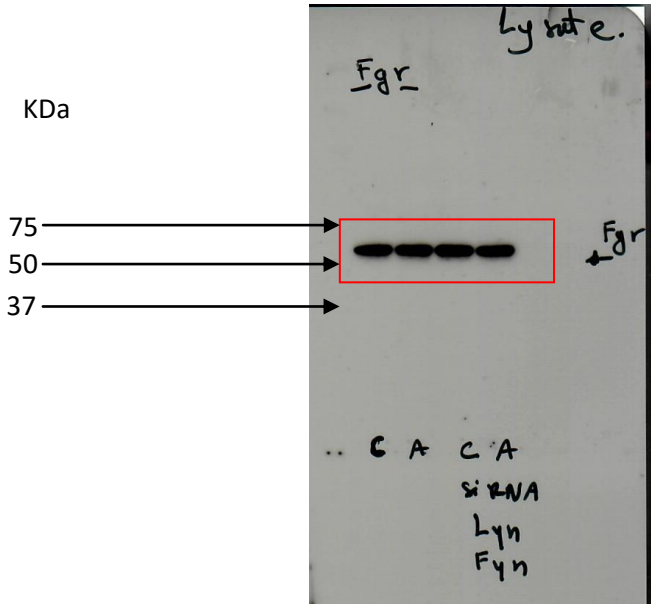 Lysate.
Fgr
KDa
75
50
37
Fgr
C A C A
siRNA
Lyn
Fyn